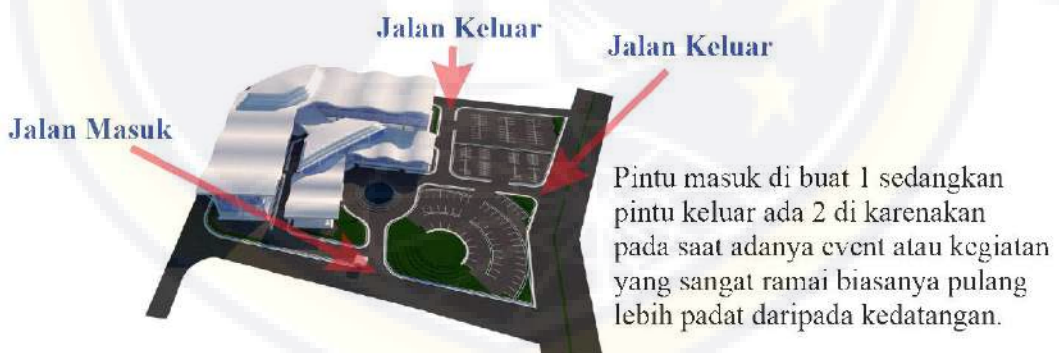 Jalan Keluar
Jalan Keluar
Jalan Masuk
Pintu masuk di buat 1 sedangkan
pintu keluar ada 2 di karenakan
pada saat adanya event atau kegiatan
yang sangat ramai biasanya pulang
lebih padat daripada kedatangan.